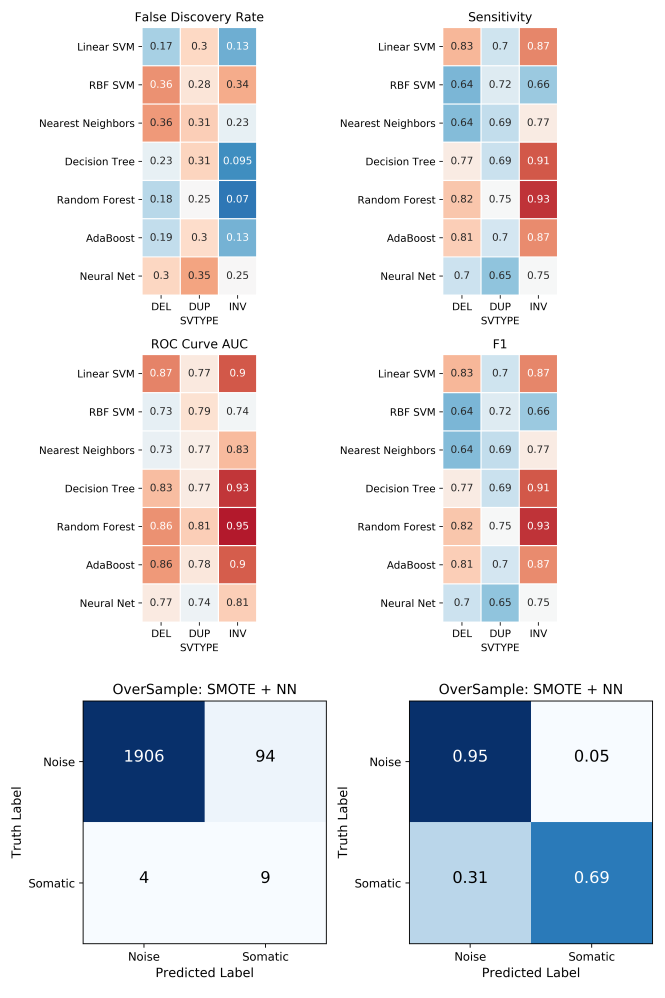 False Discovery Rate
Linear SVM 0.17 0.3 0.13
RBF SVM 0.36 0.28 0.34
Nearest Neighbors 0.36 0.31 0.23
Decision Tree 0.23 0.31 0.095
Random Forest 0.18 0.25 0.07
AdaBoost 0.19 0.3 0.13
Neural Net 0.3 0.35 0.25
DEL DUP INV
SVTYPE
Sensitivity
Linear SVM 0.83 0.7 0.87
RBF SVM 0.64 0.72 0.66
Nearest Neighbors 0.64 0.69 0.77
Decision Tree 0.77 0.69 0.91
Random Forest 0.82 0.75 0.93
AdaBoost 0.81 0.7 0.87
Neural Net 0.7 0.65 0.75
DEL DUP INV
SVTYPE
ROC Curve AUC
Linear SVM 0.87 0.77 0.9
RBF SVM 0.73 0.79 0.74
Nearest Neighbors 0.73 0.77 0.83
Decision Tree 0.83 0.77 0.93
Random Forest 0.86 0.81 0.95
AdaBoost 0.86 0.78 0.9
Neural Net 0.77 0.74 0.81
DEL DUP INV
SVTYPE
F1
Linear SVM 0.83 0.7 0.87
RBF SVM 0.64 0.72 0.66
Nearest Neighbors 0.64 0.69 0.77
Decision Tree 0.77 0.69 0.91
Random Forest 0.82 0.75 0.93
AdaBoost 0.81 0.7 0.87
Neural Net 0.7 0.65 0.75
DEL DUP INV
SVTYPE
OverSample: SMOTE + NN
Truth Label
Noise 1906 94
Somatic 4 9
Noise Somatic
Predicted Label
OverSample: SMOTE + NN
Truth Label
Noise 0.95 0.05
Somatic 0.31 0.69
Noise Somatic
Predicted Label